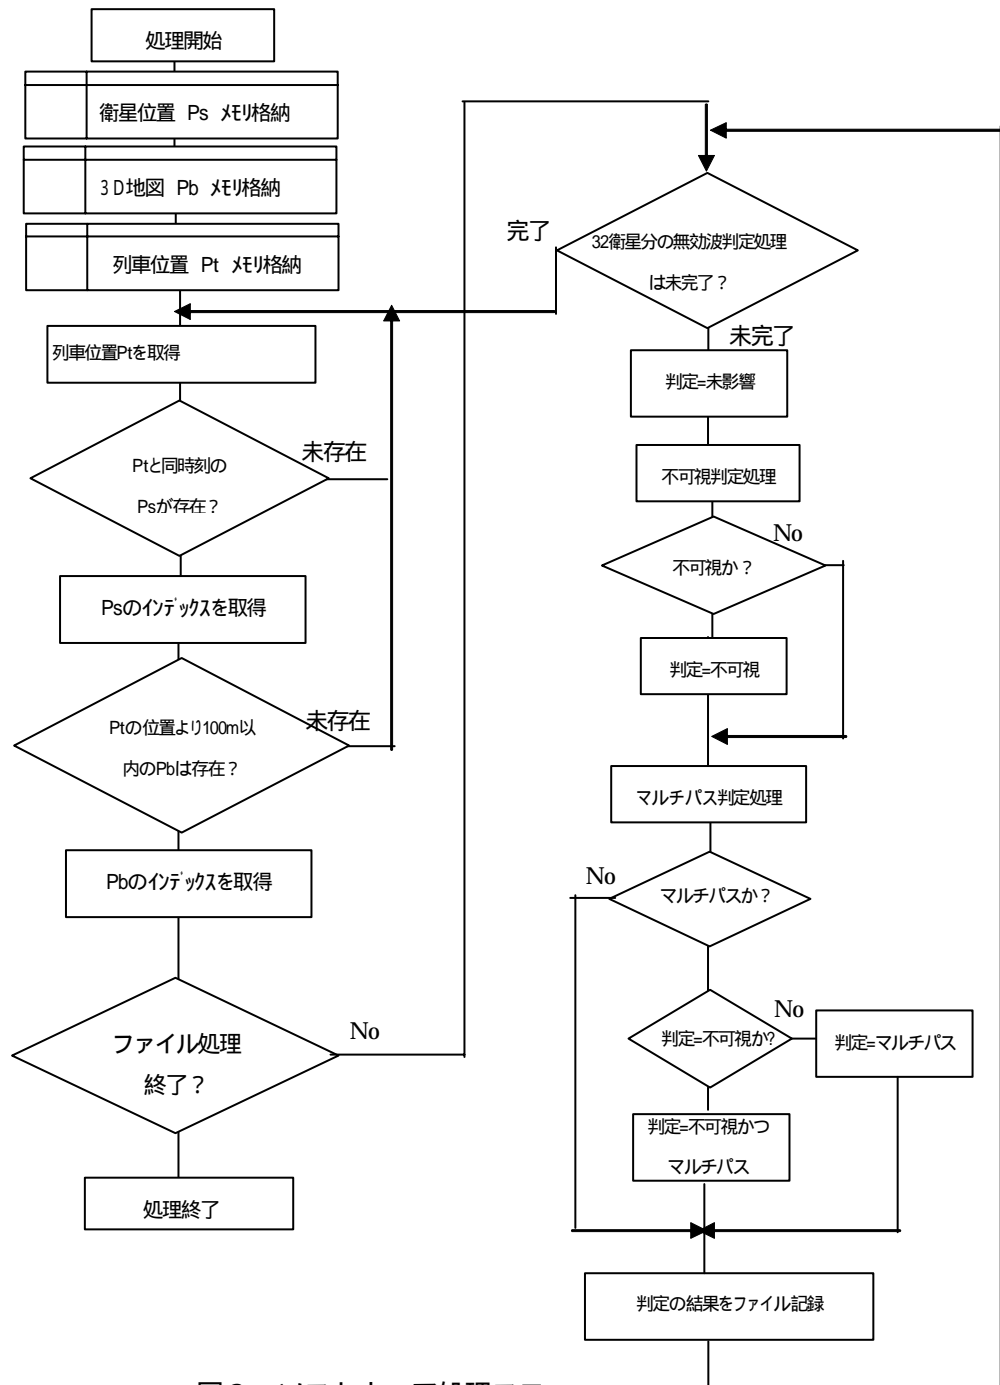 処理開始
衛星位置 Ps ﾒﾓﾘ格納
3D地図 Pb ﾒﾓﾘ格納
列車位置 Pt ﾒﾓﾘ格納
列車位置Ptを取得
Ptと同時刻の
Psが存在？
未存在
Psのｲﾝﾃﾞｯｸｽを取得
Ptの位置より100m以
内のPbは存在？
未存在
Pbのｲﾝﾃﾞｯｸｽを取得
ファイル処理
終了？
No
処理終了
完了
32衛星分の無効波判定処理
は未完了？
未完了
判定=未影響
不可視判定処理
No
不可視か？
判定=不可視
マルチパス判定処理
No
マルチパスか？
No
判定=不可視か?
判定=マルチパス
判定=不可視かつ
マルチパス
判定の結果をファイル記録